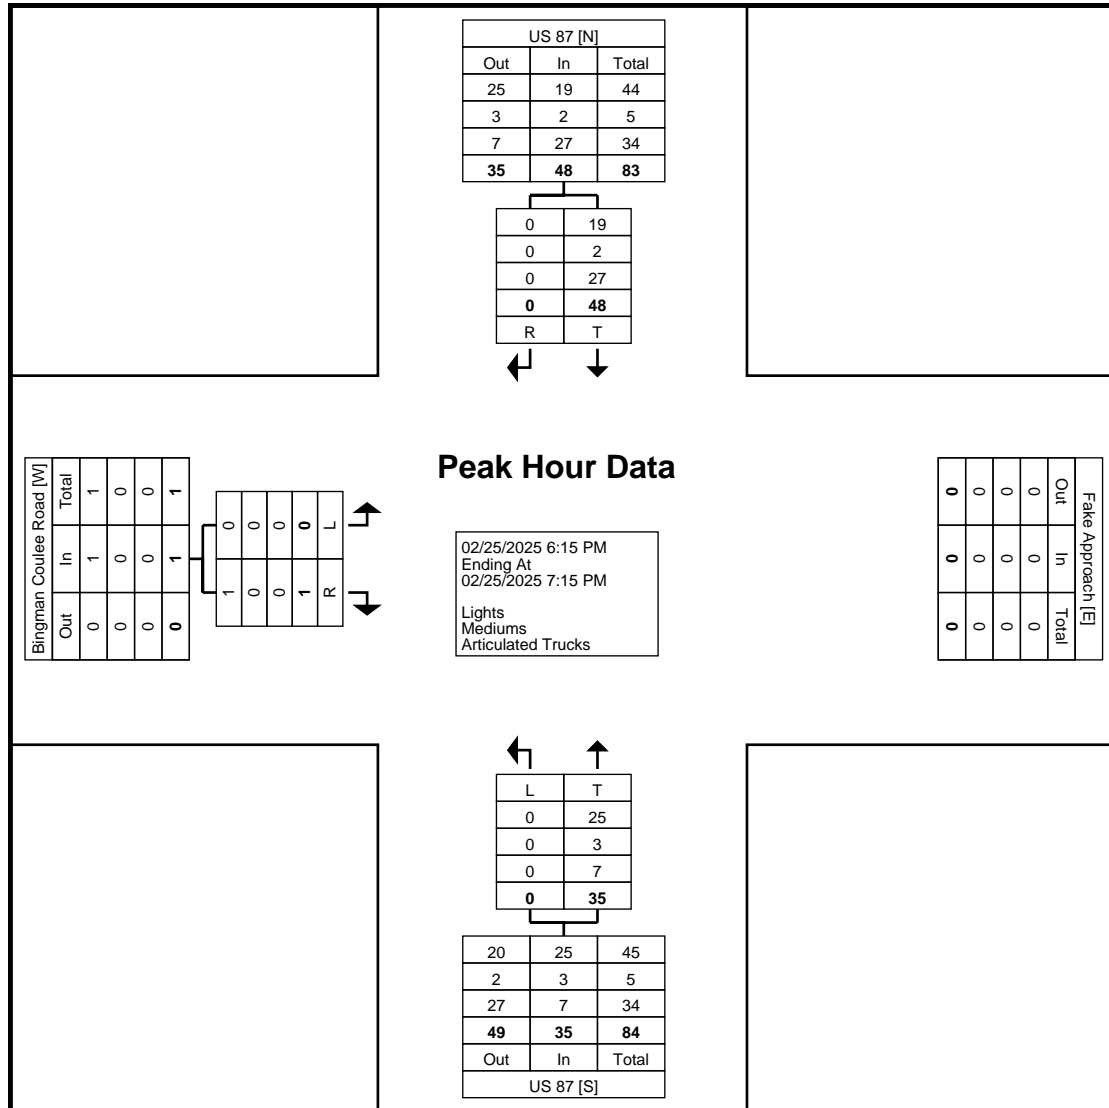 US 87 [N]
Out In Total
25 19 44
3 2 5
7 27 34
35 48 83
0 19
0 2
0 27
0 48
R T
Bingman Coulee Road [W]
Total 1 0 0 1
In 1 0 0 1
Out 0 0 0 0
0 0 0 0 L
1 0 0 1 R
Peak Hour Data
02/25/2025 6:15 PM
Ending At
02/25/2025 7:15 PM
Lights
Mediums
Articulated Trucks
Fake Approach [E]
Out In Total
0 0 0
0 0 0
0 0 0
0 0 0
L T
0 25
0 3
0 7
0 35
20 25 45
2 3 5
27 7 34
49 35 84
Out In Total
US 87 [S]